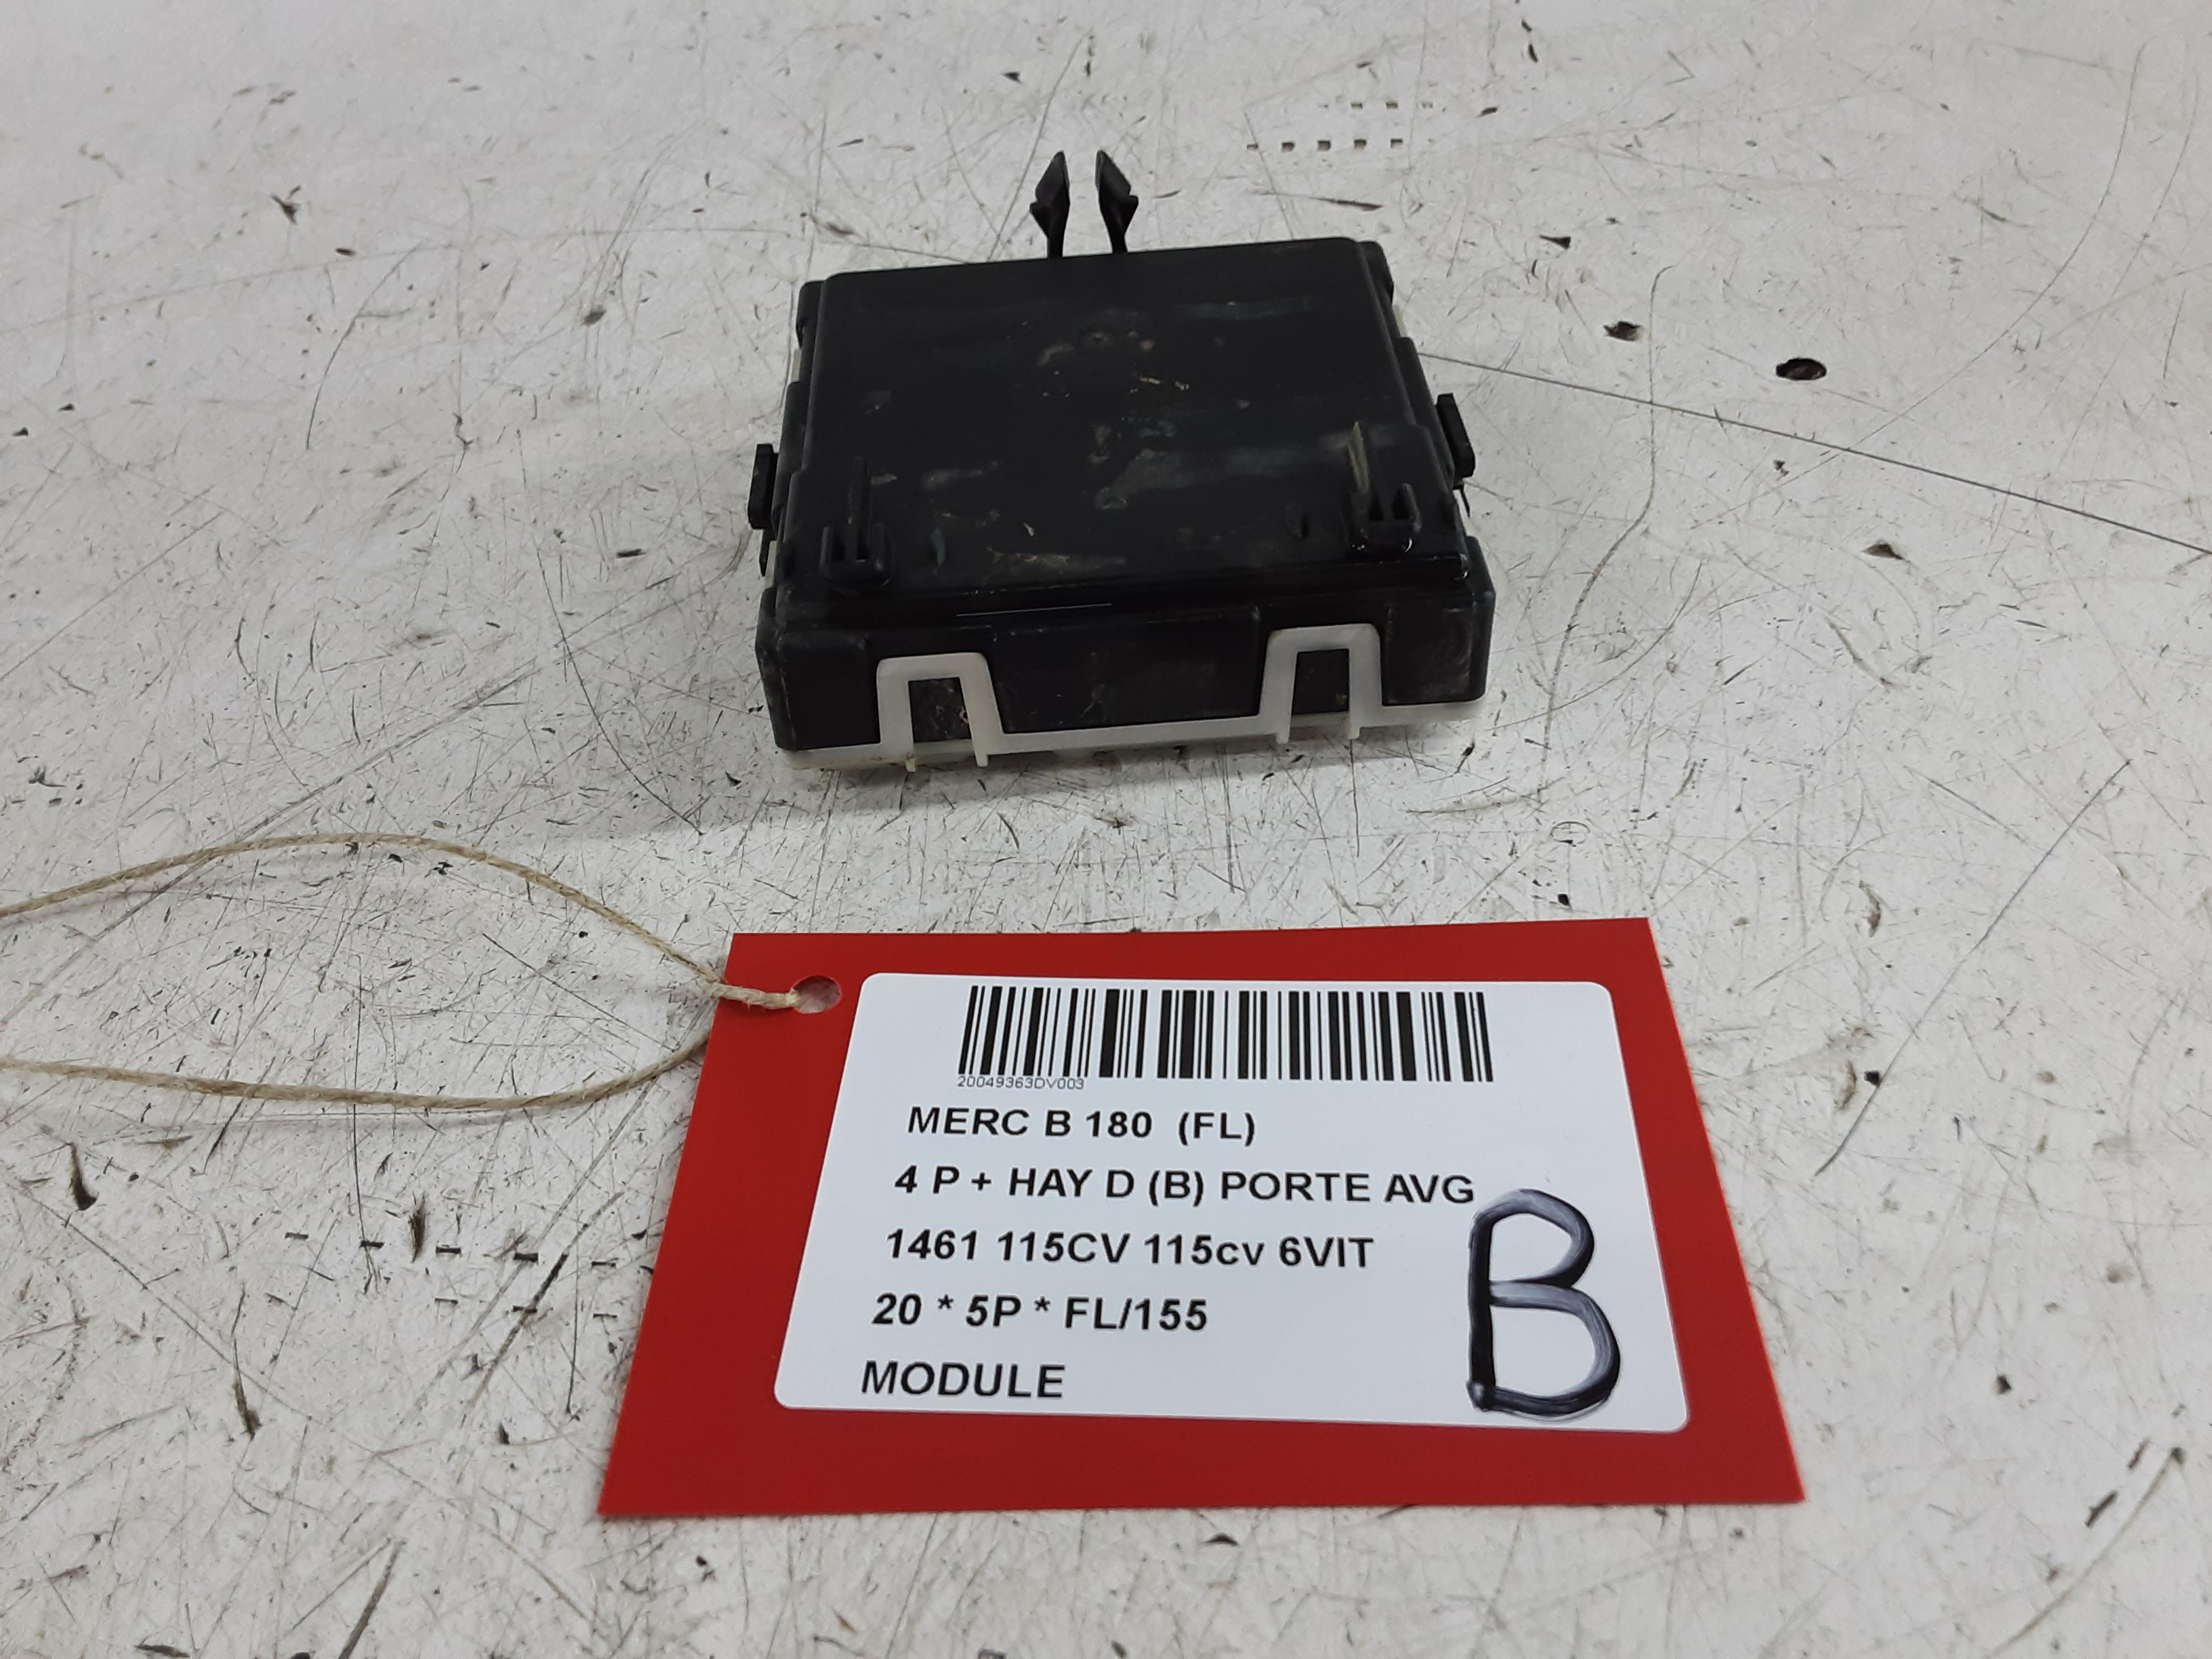 20049363DV003
MERC B 180 (FL)
4 P + HAY D (B) PORTE AVG
1461 115CV 115cv 6VIT
20 * 5P * FL/155
MODULE
B